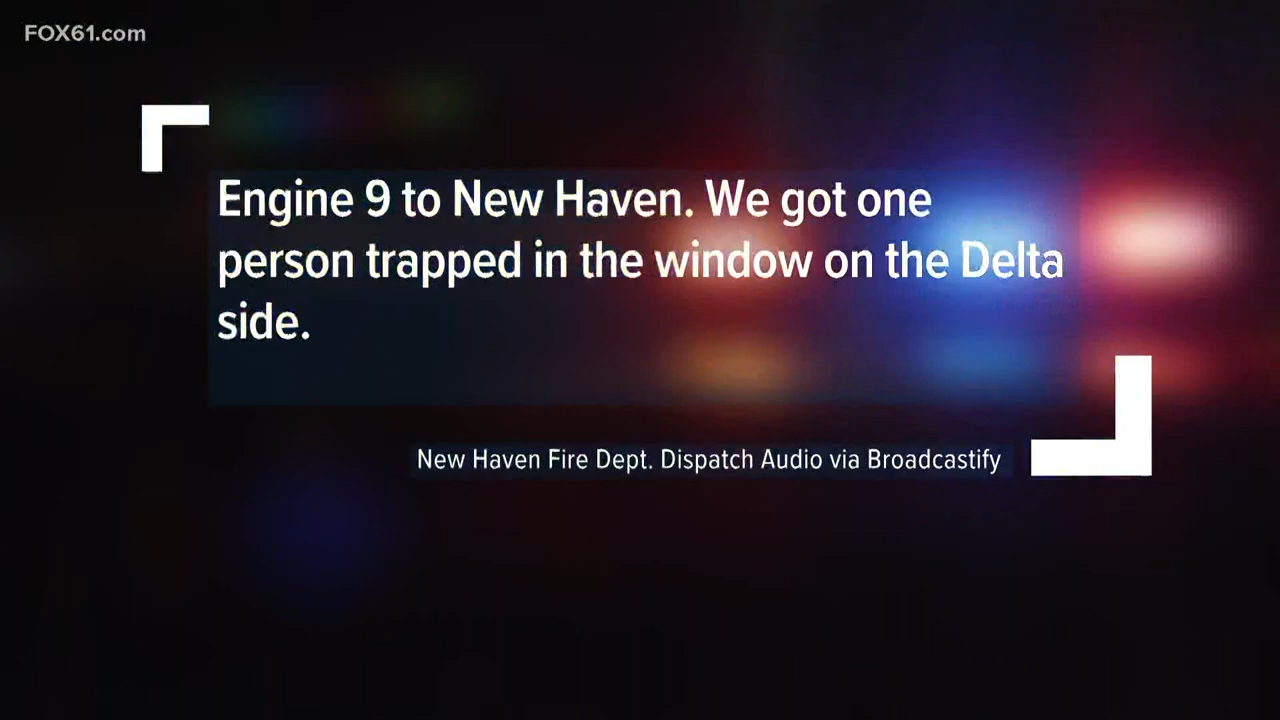 FOX61.com
Engine 9 to New Haven. We got one
person trapped in the window on the Delta
side.
New Haven Fire Dept. Dispatch Audio via Broadcastify